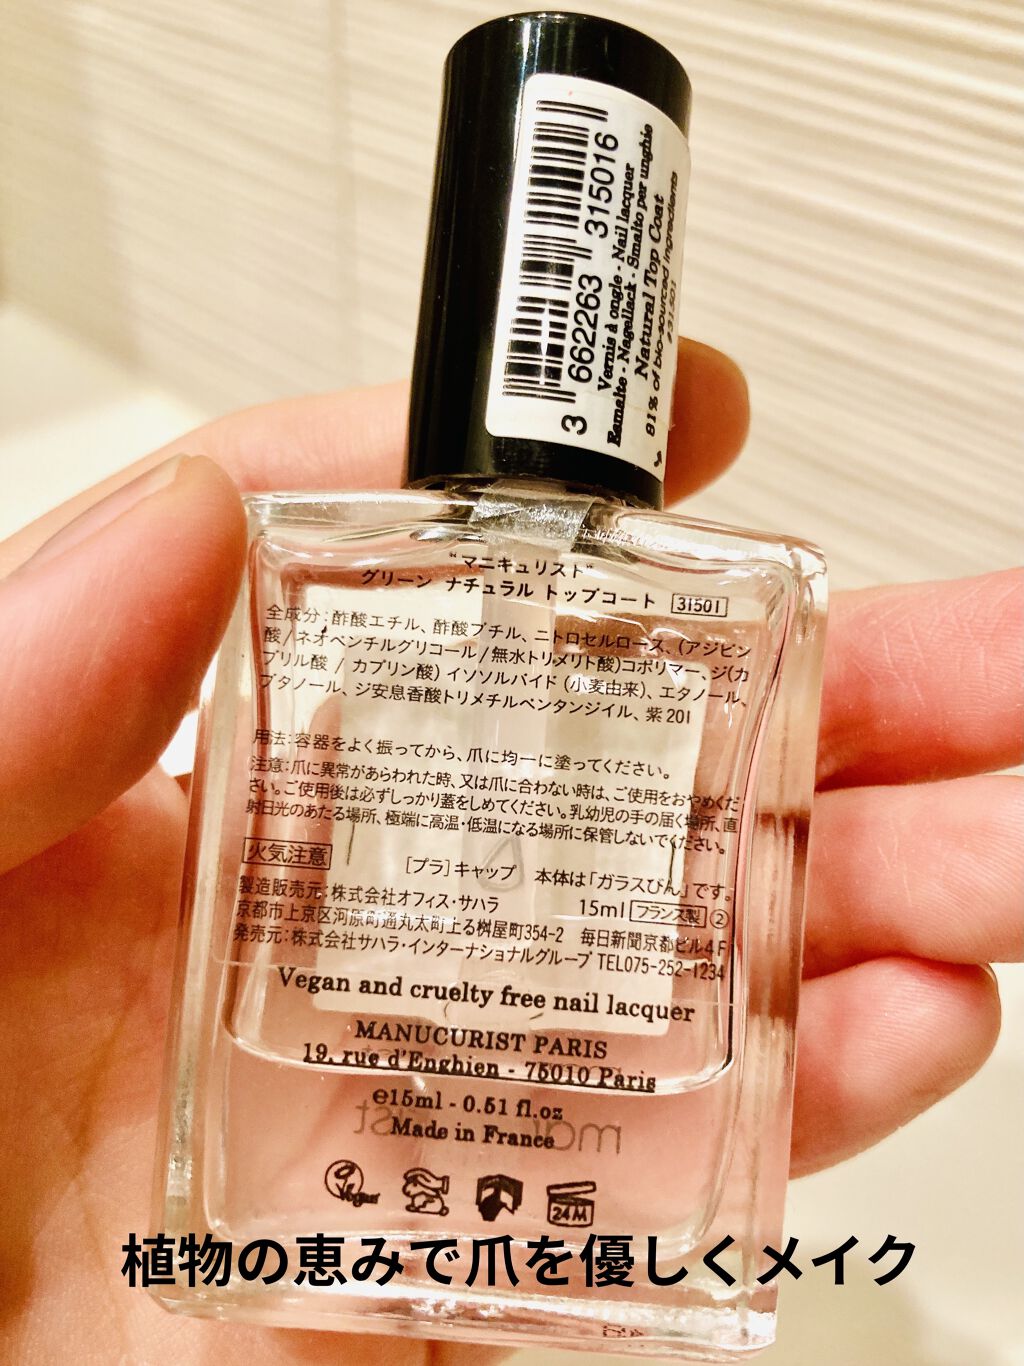 3 662263 315016
Vernis à ongle - Nail lacquer
Esmalte - Nagellack - Smalto per unghie
Natural Top Coat
81% of bio-sourced ingredients
#31501
"マニキュリスト"
グリーン ナチュラル トップコート 31501
全成分:酢酸エチル、酢酸ブチル、ニトロセルロース、(アジピン
酸/ネオペンチルグリコール/無水トリメリト酸)コポリマー、ジ(カ
プリル酸 / カプリン酸) イソソルバイド (小麦由来)、エタノール、
ブタノール、ジ安息香酸トリメチルペンタンジイル、紫201
用法:容器をよく振ってから、爪に均一に塗ってください。
注意:爪に異常があらわれた時、又は爪に合わない時は、ご使用をおやめくだ
さい。ご使用後は必ずしっかり蓋をしめてください。乳幼児の手の届く場所、直
射日光のあたる場所、極端に高温・低温になる場所に保管しないでください。
火気注意 [プラ]キャップ 本体は「ガラスびん」です。
製造販売元:株式会社オフィス・サハラ 15ml フランス製 ②
京都市上京区河原町通丸太町上る桝屋町354-2 毎日新聞京都ビル4F
発売元:株式会社サハラ・インターナショナルグループ TEL075-252-1234
Vegan and cruelty free nail lacquer
MANUCURIST PARIS
19, rue d'Enghien - 75010 Paris
℮15ml - 0.51 fl.oz
Made in France
Vegan
24M
植物の恵みで爪を優しくメイク